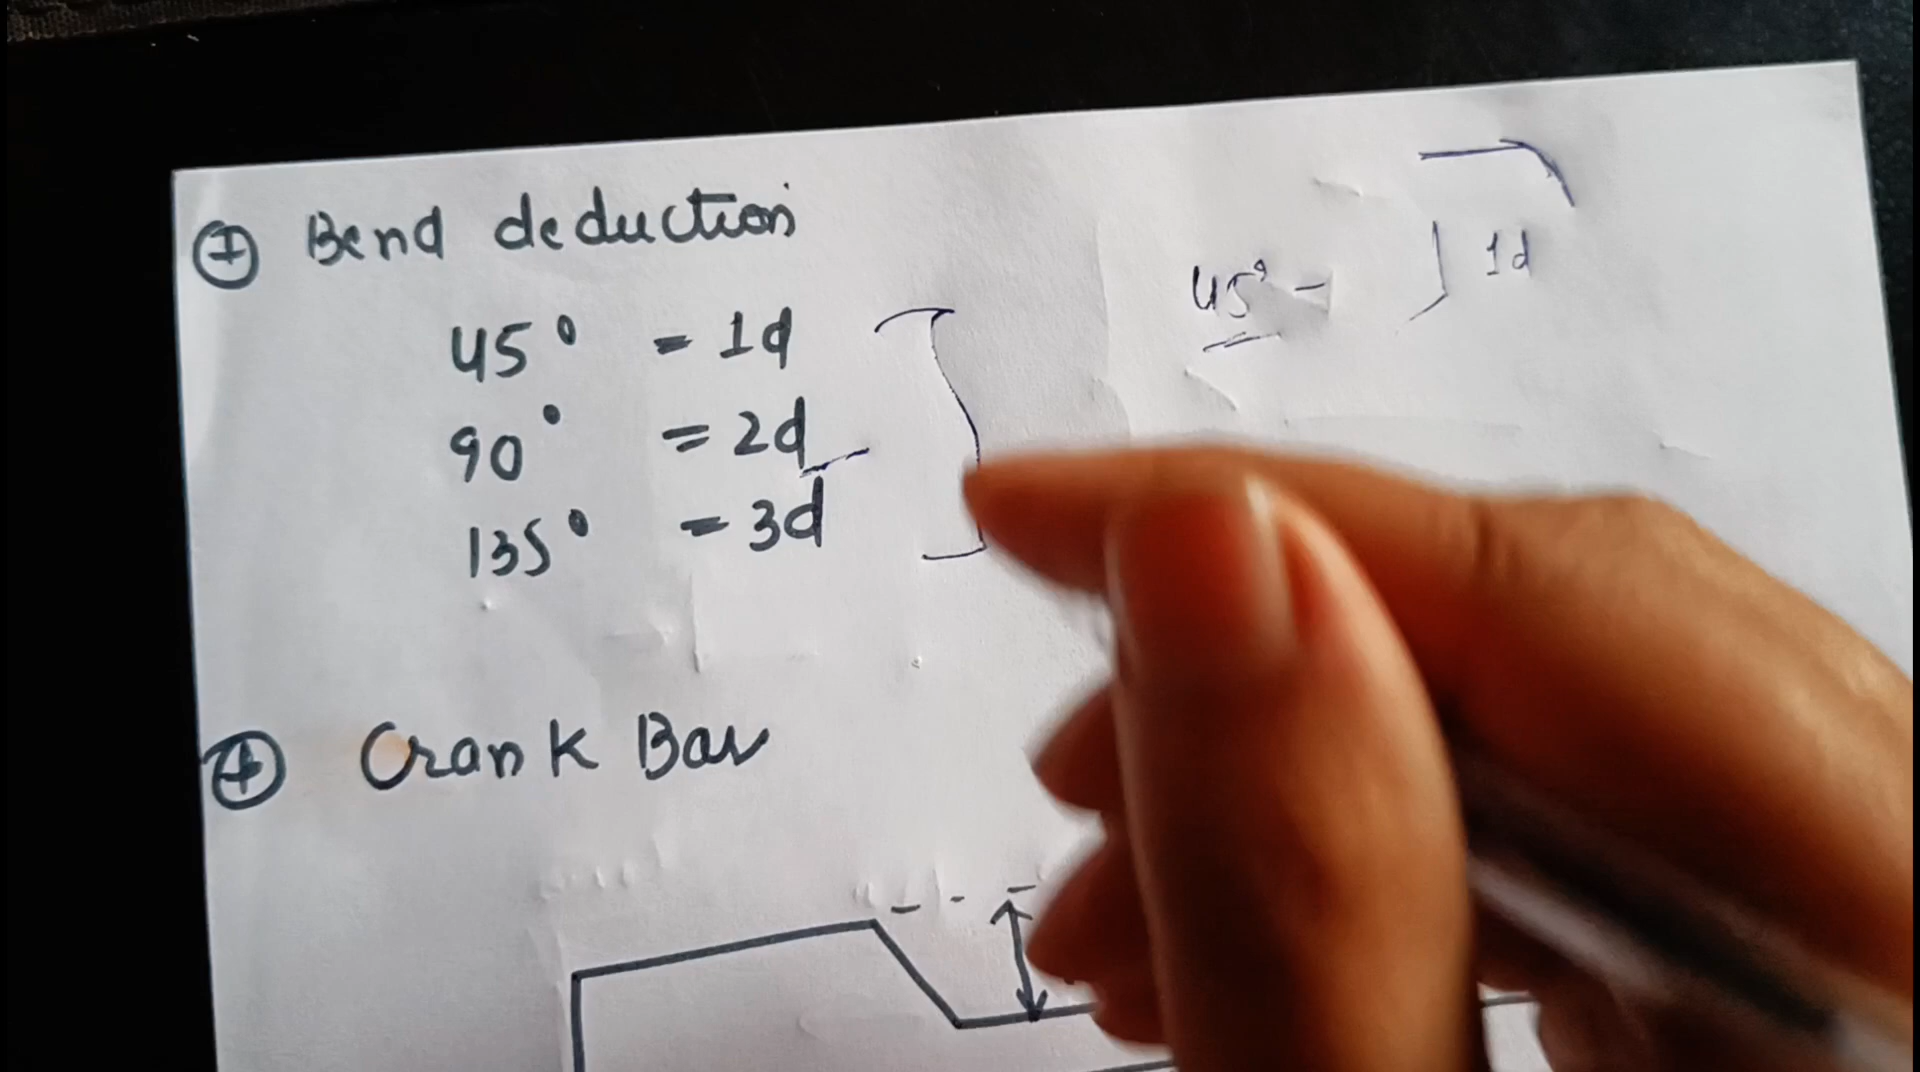 Bend deduction
45° = 1d
90° = 2d
135° = 3d
45° - 1d
Crank Bar